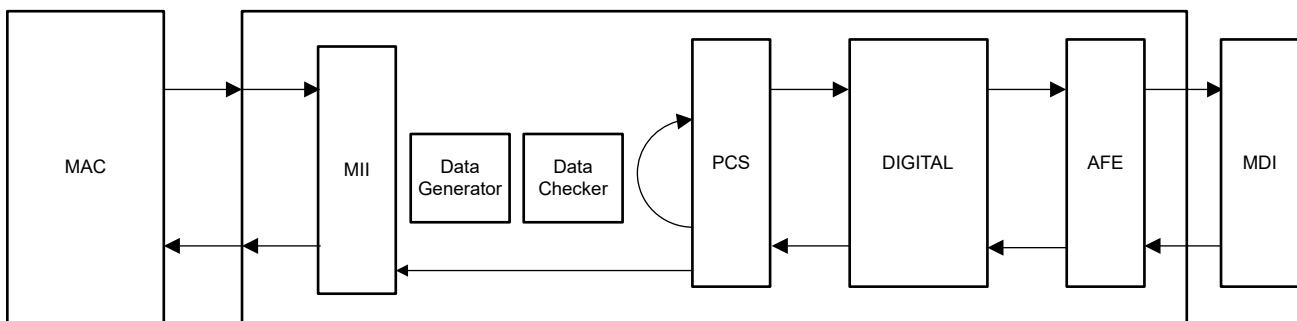 MAC
MII
Data
Generator
Data
Checker
PCS
DIGITAL
AFE
MDI